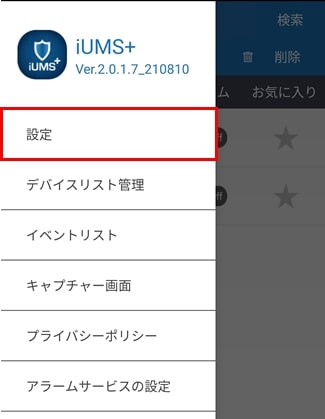 iUMS+
iUMS+
Ver.2.0.1.7_210810
検索
削除
ム
お気に入り
設定
ff
デバイスリスト管理
ff
イベントリスト
キャプチャー画面
プライバシーポリシー
アラームサービスの設定